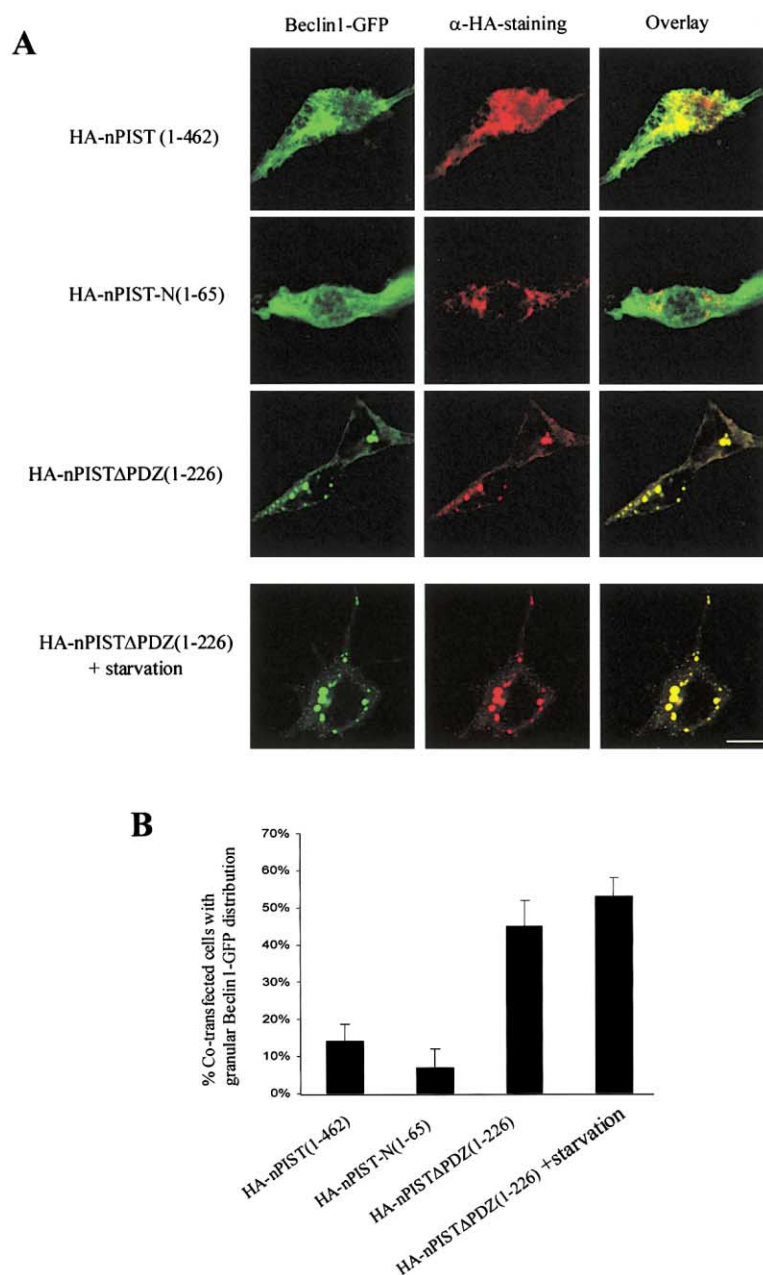 A
Beclin1-GFP
α-HA-staining
Overlay
HA-nPIST (1-462)
HA-nPIST-N(1-65)
HA-nPISTΔPDZ(1-226)
HA-nPISTΔPDZ(1-226)
+ starvation
B
% Co-transfected cells with
granular Beclin1-GFP distribution
70%
60%
50%
40%
30%
20%
10%
0%
HA-nPIST(1-462)
HA-nPIST-N(1-65)
HA-nPISTΔPDZ(1-226)
HA-nPISTΔPDZ(1-226) +starvation